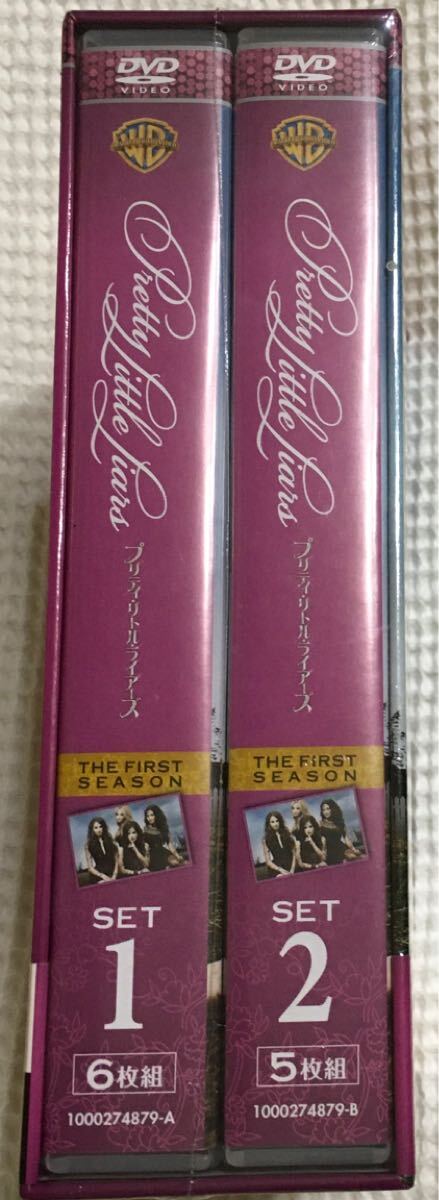 DVD
VIDEO
WB
Pretty Little Liars
プリティ・リトル・ライアーズ
THE FIRST
SEASON
SET
1
6枚組
1000274879-A
DVD
VIDEO
WB
Pretty Little Liars
プリティ・リトル・ライアーズ
THE FIRST
SEASON
SET
2
5枚組
1000274879-B